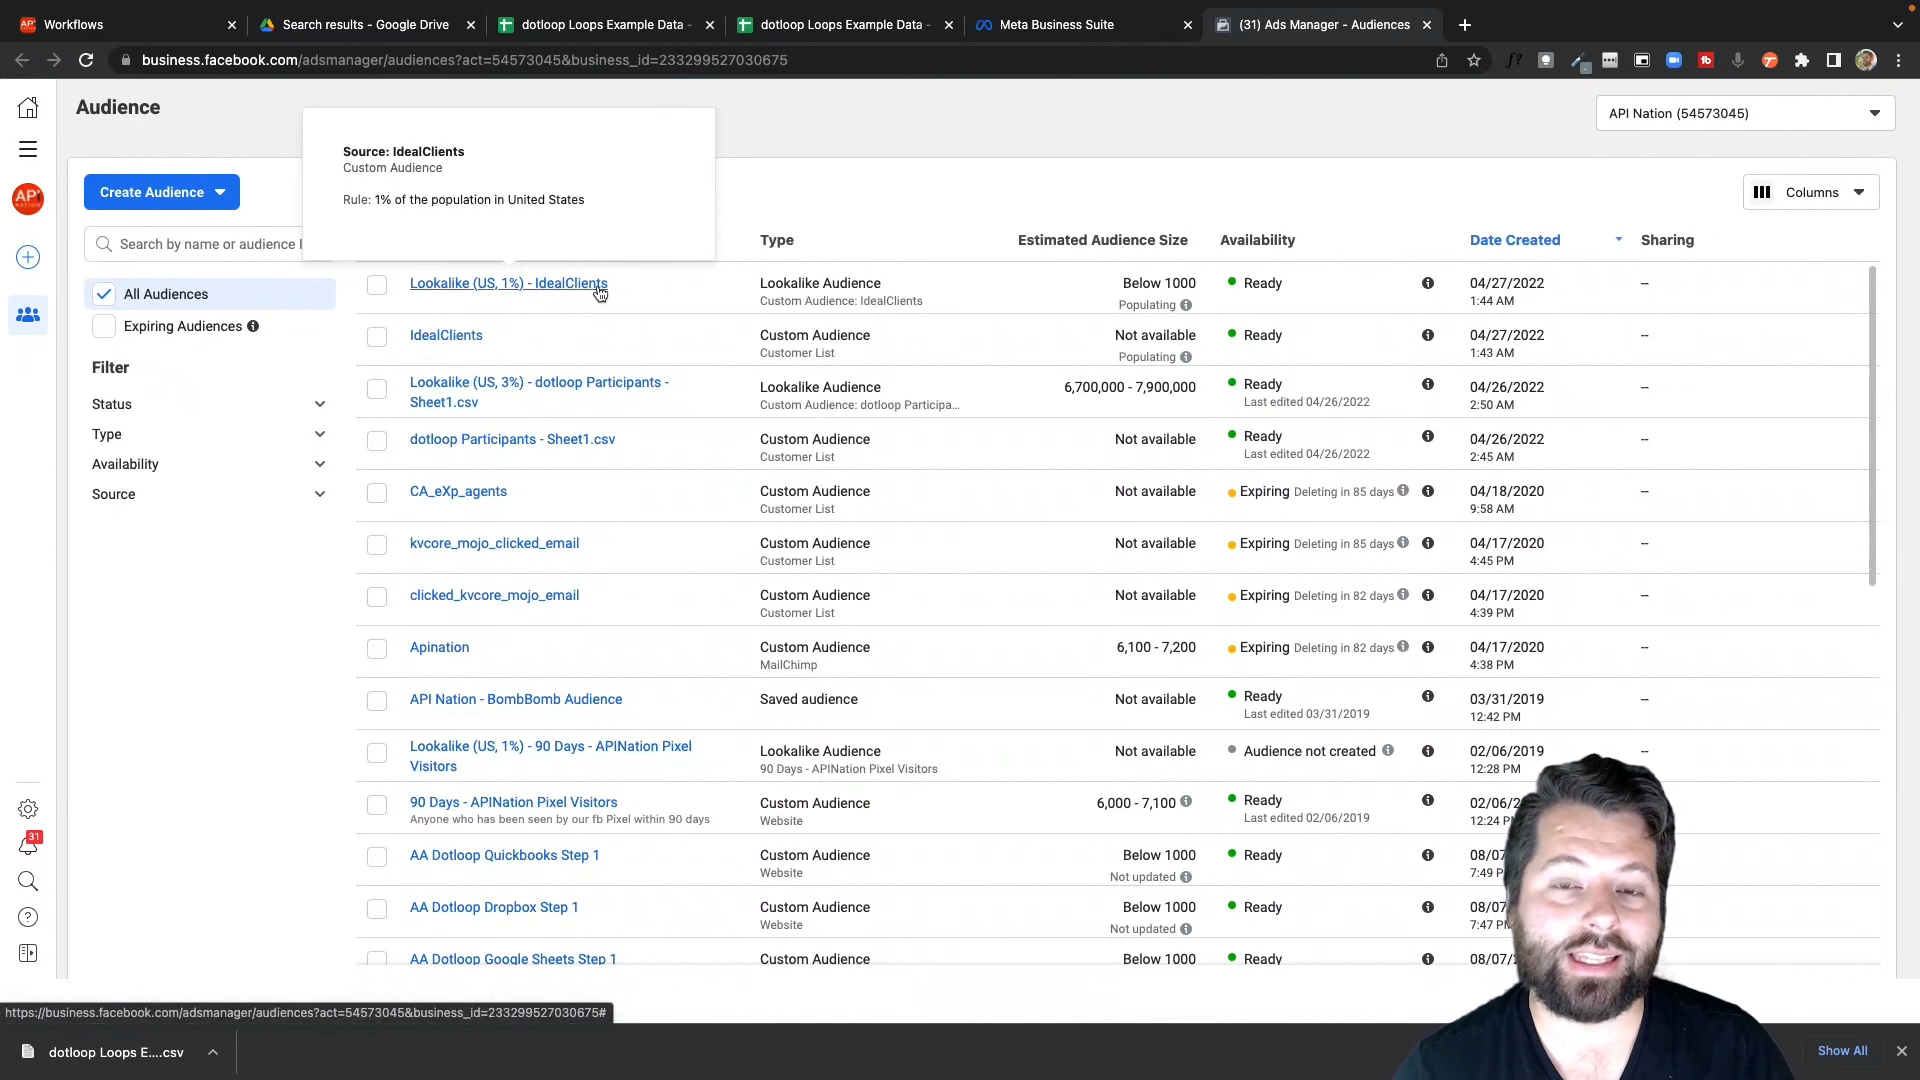 Workflows
Search results - Google Drive
dotloop Loops Example Data -
dotloop Loops Example Data -
Meta Business Suite
(31) Ads Manager - Audiences
business.facebook.com/adsmanager/audiences?act=54573045&business_id=233299527030675
Audience
API Nation (54573045)
Source: IdealClients
Custom Audience
Rule: 1% of the population in United States
Create Audience
Columns
Search by name or audience I
All Audiences
Expiring Audiences
Filter
Status
Type
Availability
Source
Type
Estimated Audience Size
Availability
Date Created
Sharing
Lookalike (US, 1%) - IdealClients
Lookalike Audience
Custom Audience: IdealClients
Below 1000
Populating
Ready
04/27/2022
1:44 AM
--
IdealClients
Custom Audience
Customer List
Not available
Populating
Ready
04/27/2022
1:43 AM
--
Lookalike (US, 3%) - dotloop Participants -
Sheet1.csv
Lookalike Audience
Custom Audience: dotloop Participa...
6,700,000 - 7,900,000
Ready
Last edited 04/26/2022
04/26/2022
2:50 AM
--
dotloop Participants - Sheet1.csv
Custom Audience
Customer List
Not available
Ready
Last edited 04/26/2022
04/26/2022
2:45 AM
--
CA_eXp_agents
Custom Audience
Customer List
Not available
Expiring Deleting in 85 days
04/18/2020
9:58 AM
--
kvcore_mojo_clicked_email
Custom Audience
Customer List
Not available
Expiring Deleting in 85 days
04/17/2020
4:45 PM
--
clicked_kvcore_mojo_email
Custom Audience
Customer List
Not available
Expiring Deleting in 82 days
04/17/2020
4:39 PM
--
Apination
Custom Audience
MailChimp
6,100 - 7,200
Expiring Deleting in 82 days
04/17/2020
4:38 PM
--
API Nation - BombBomb Audience
Saved audience
Not available
Ready
Last edited 03/31/2019
03/31/2019
12:42 PM
--
Lookalike (US, 1%) - 90 Days - APINation Pixel
Visitors
Lookalike Audience
90 Days - APINation Pixel Visitors
Not available
Audience not created
02/06/2019
12:28 PM
--
90 Days - APINation Pixel Visitors
Anyone who has been seen by our fb Pixel within 90 days
Custom Audience
Website
6,000 - 7,100
Ready
Last edited 02/06/2019
02/06/2
12:24 P
--
AA Dotloop Quickbooks Step 1
Custom Audience
Website
Below 1000
Not updated
Ready
08/07
7:49 P
--
AA Dotloop Dropbox Step 1
Custom Audience
Website
Below 1000
Not updated
Ready
08/07
7:47 PM
AA Dotloop Google Sheets Step 1
Custom Audience
Below 1000
Ready
08/07/
31
https://business.facebook.com/adsmanager/audiences?act=54573045&business_id=233299527030675#
dotloop Loops E....csv
Show All